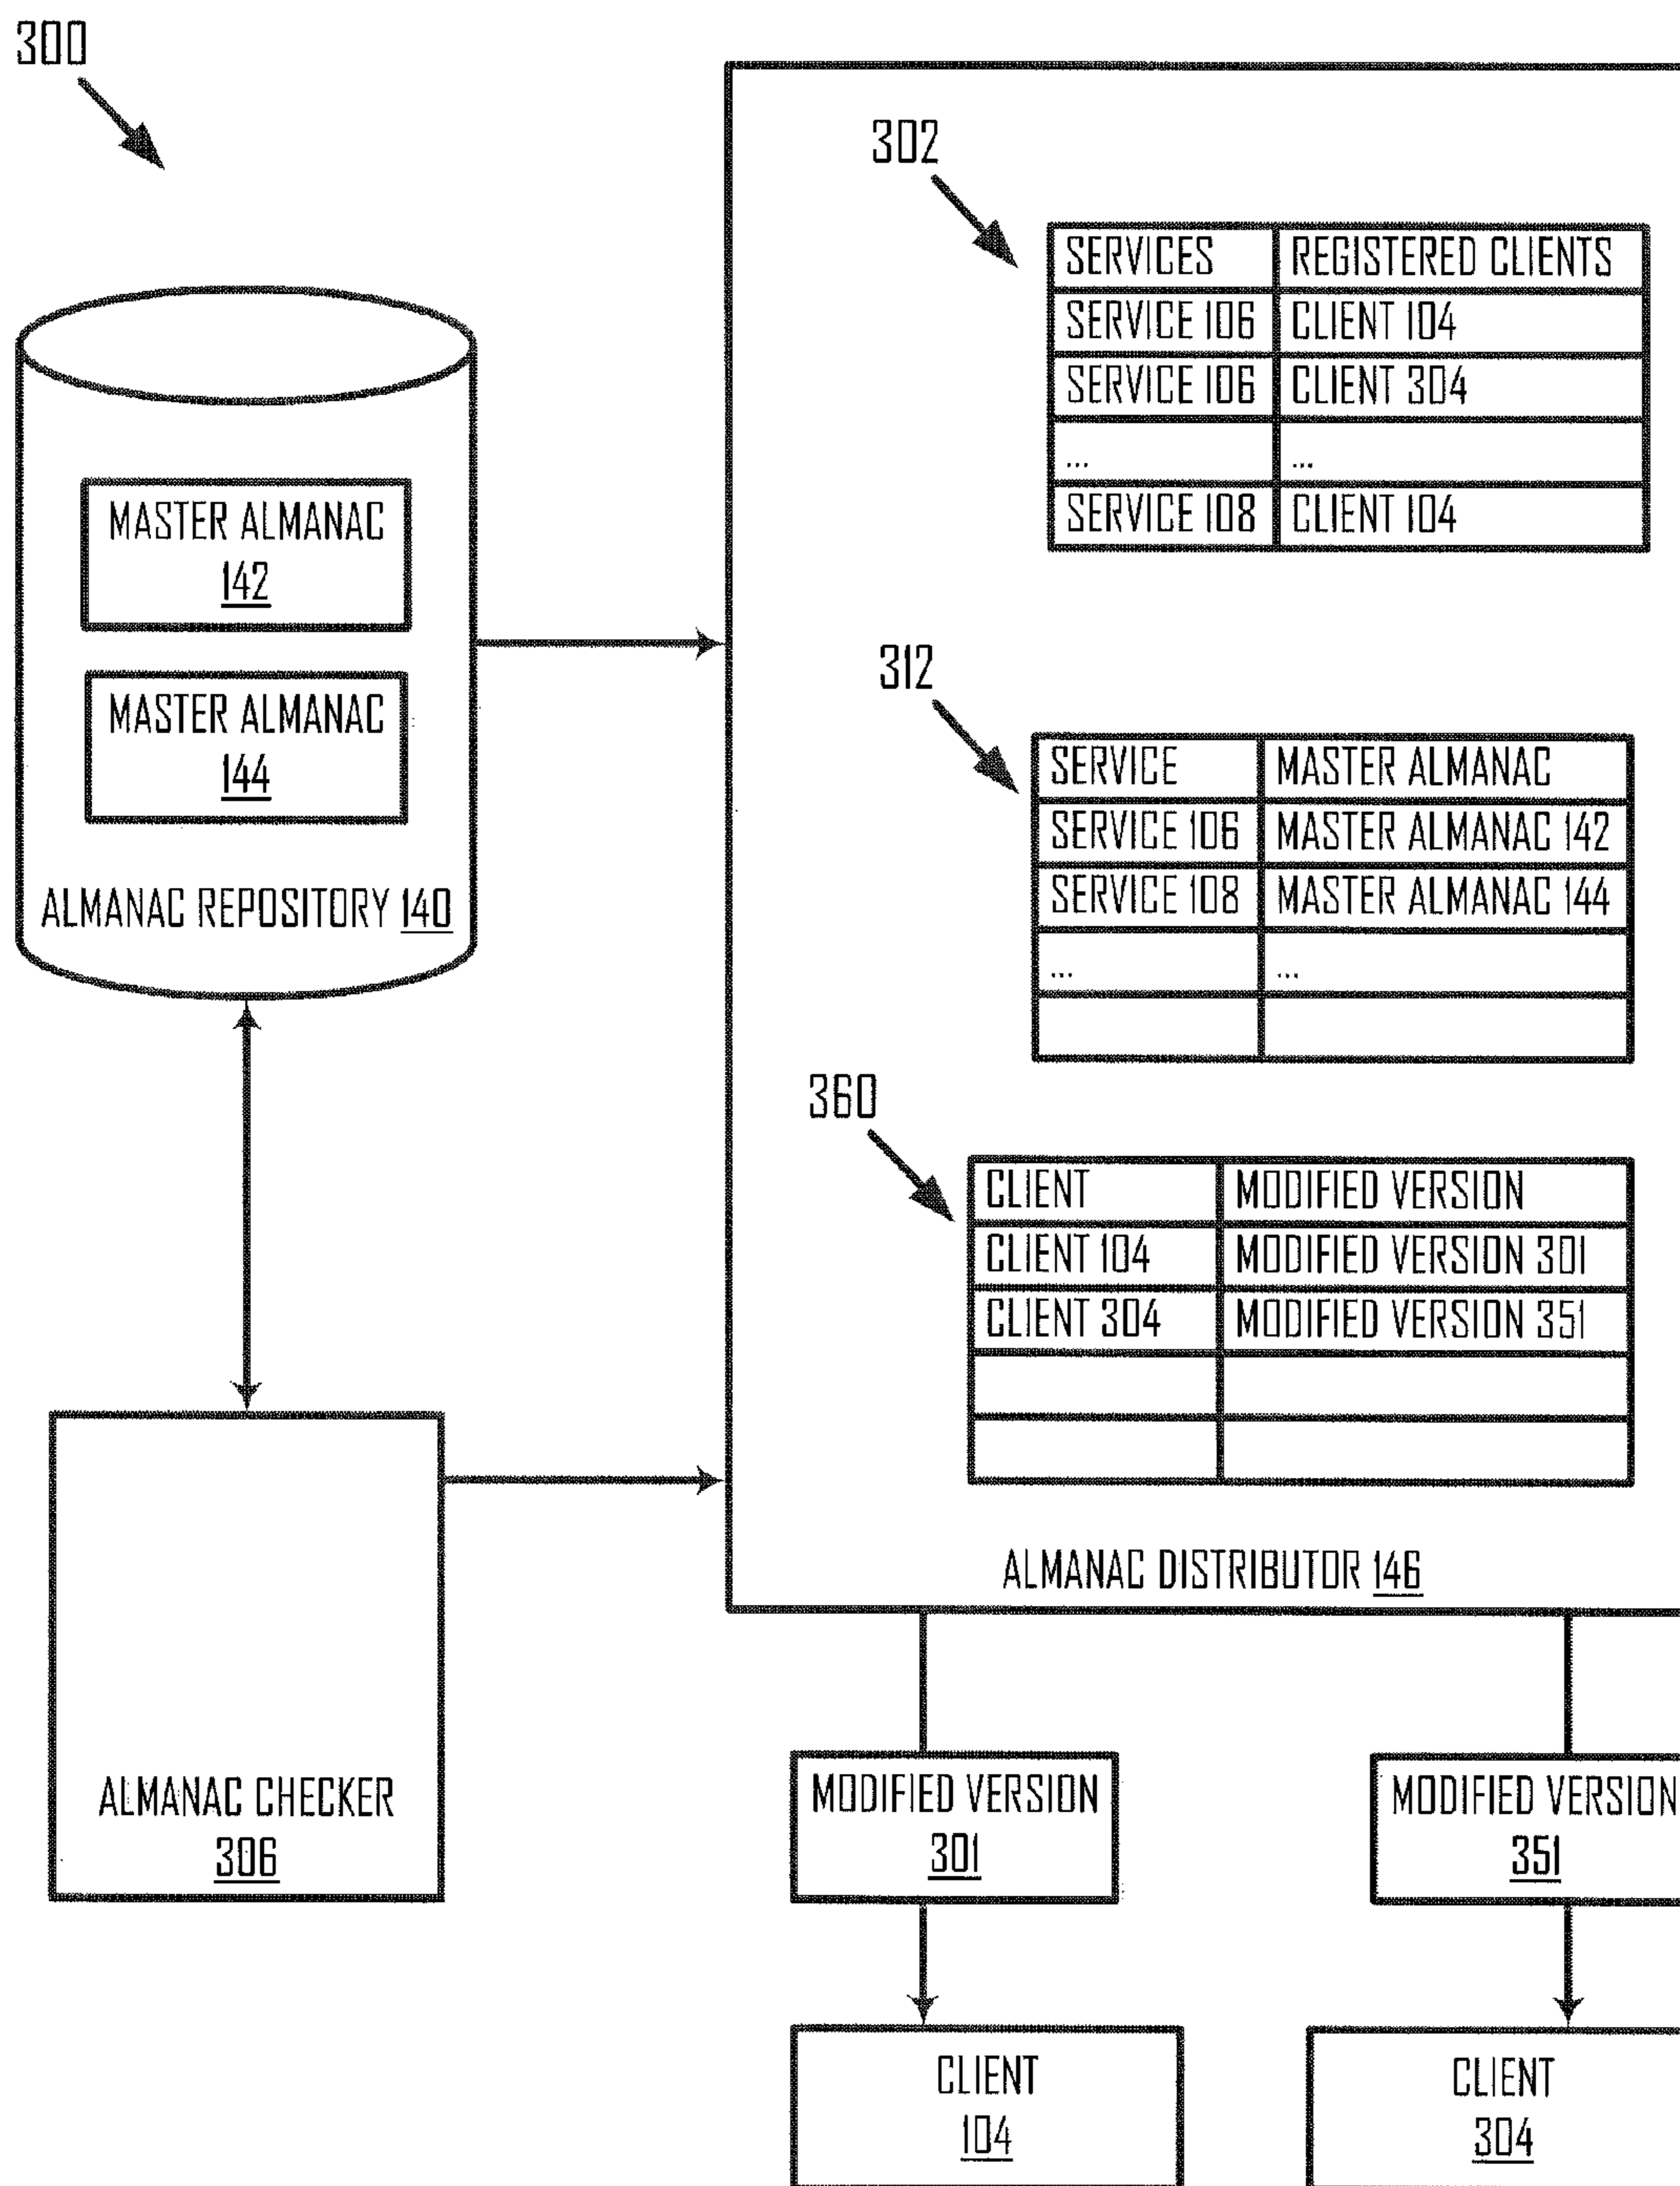 300
302
SERVICES REGISTERED CLIENTS
SERVICE 106 CLIENT 104
SERVICE 106 CLIENT 304
... ...
SERVICE 108 CLIENT 104
MASTER ALMANAC
142
MASTER ALMANAC
144
ALMANAC REPOSITORY 140
312
SERVICE MASTER ALMANAC
SERVICE 106 MASTER ALMANAC 142
SERVICE 108 MASTER ALMANAC 144
... ...
360
CLIENT MODIFIED VERSION
CLIENT 104 MODIFIED VERSION 301
CLIENT 304 MODIFIED VERSION 351
ALMANAC DISTRIBUTOR 146
ALMANAC CHECKER
306
MODIFIED VERSION
301
MODIFIED VERSION
351
CLIENT
104
CLIENT
304